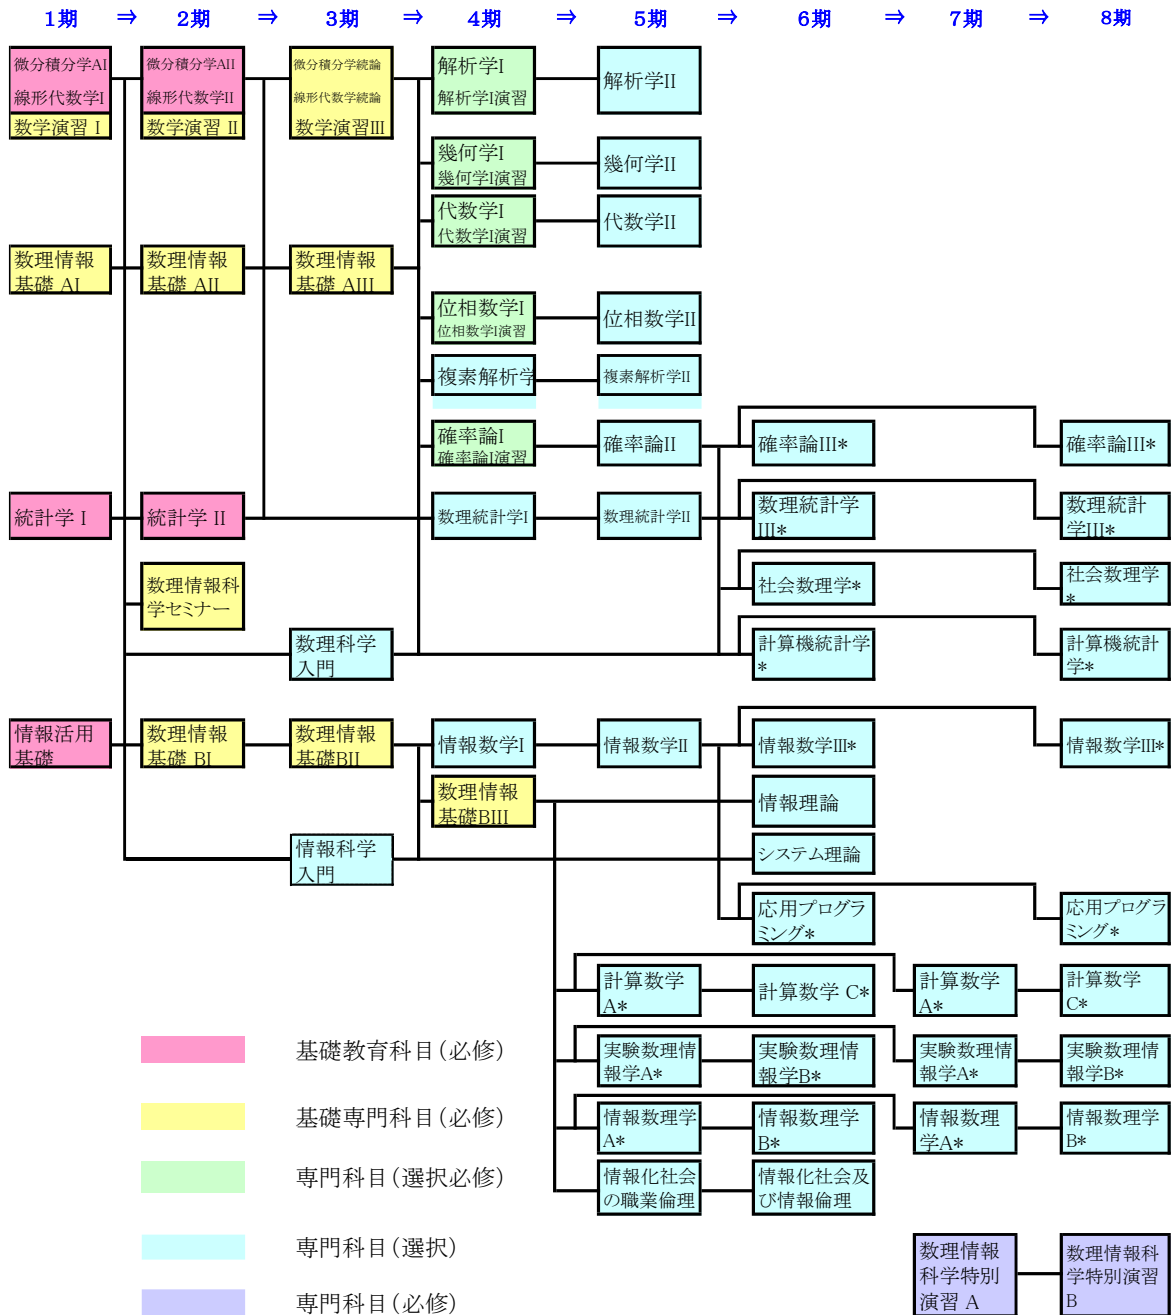 1期 ⇒ 2期 ⇒ 3期 ⇒ 4期 ⇒ 5期 ⇒ 6期 ⇒ 7期 ⇒ 8期
微分積分学AI
線形代数学I
数学演習 I
微分積分学AII
線形代数学II
数学演習 II
微分積分学続論
線形代数学続論
数学演習III
解析学I
解析学I演習
解析学II
幾何学I
幾何学I演習
幾何学II
代数学I
代数学I演習
代数学II
数理情報
基礎 AI
数理情報
基礎 AII
数理情報
基礎 AIII
位相数学I
位相数学I演習
位相数学II
複素解析学
複素解析学II
確率論I
確率論I演習
確率論II
確率論III*
確率論III*
統計学 I
統計学 II
数理統計学I
数理統計学II
数理統計学
III*
数理統計
学III*
数理情報科
学セミナー
社会数理学*
社会数理学
*
数理科学
入門
計算機統計学
*
計算機統計
学*
情報活用
基礎
数理情報
基礎 BI
数理情報
基礎BII
情報数学I
情報数学II
情報数学III*
情報数学III*
数理情報
基礎BIII
情報理論
情報科学
入門
システム理論
応用プログラ
ミング*
応用プログラ
ミング*
計算数学
A*
計算数学 C*
計算数学
A*
計算数学
C*
基礎教育科目(必修)
実験数理情
報学A*
実験数理情
報学B*
実験数理情
報学A*
実験数理情
報学B*
基礎専門科目(必修)
情報数理学
A*
情報数理学
B*
情報数理
学A*
情報数理学
B*
専門科目(選択必修)
情報化社会
の職業倫理
情報化社会及
び情報倫理
専門科目(選択)
数理情報
科学特別
演習 A
数理情報科
学特別演習
B
専門科目(必修)